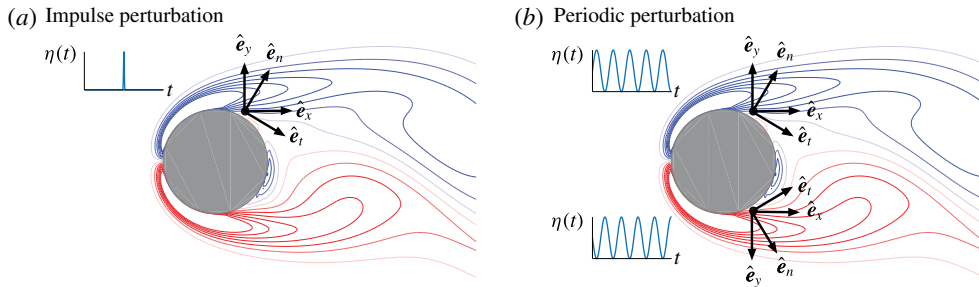 (a) Impulse perturbation
η(t)
t
ê_y
ê_n
ê_x
ê_t
(b) Periodic perturbation
η(t)
t
ê_y
ê_n
ê_x
ê_t
ê_t
ê_x
η(t)
t
ê_n
ê_y